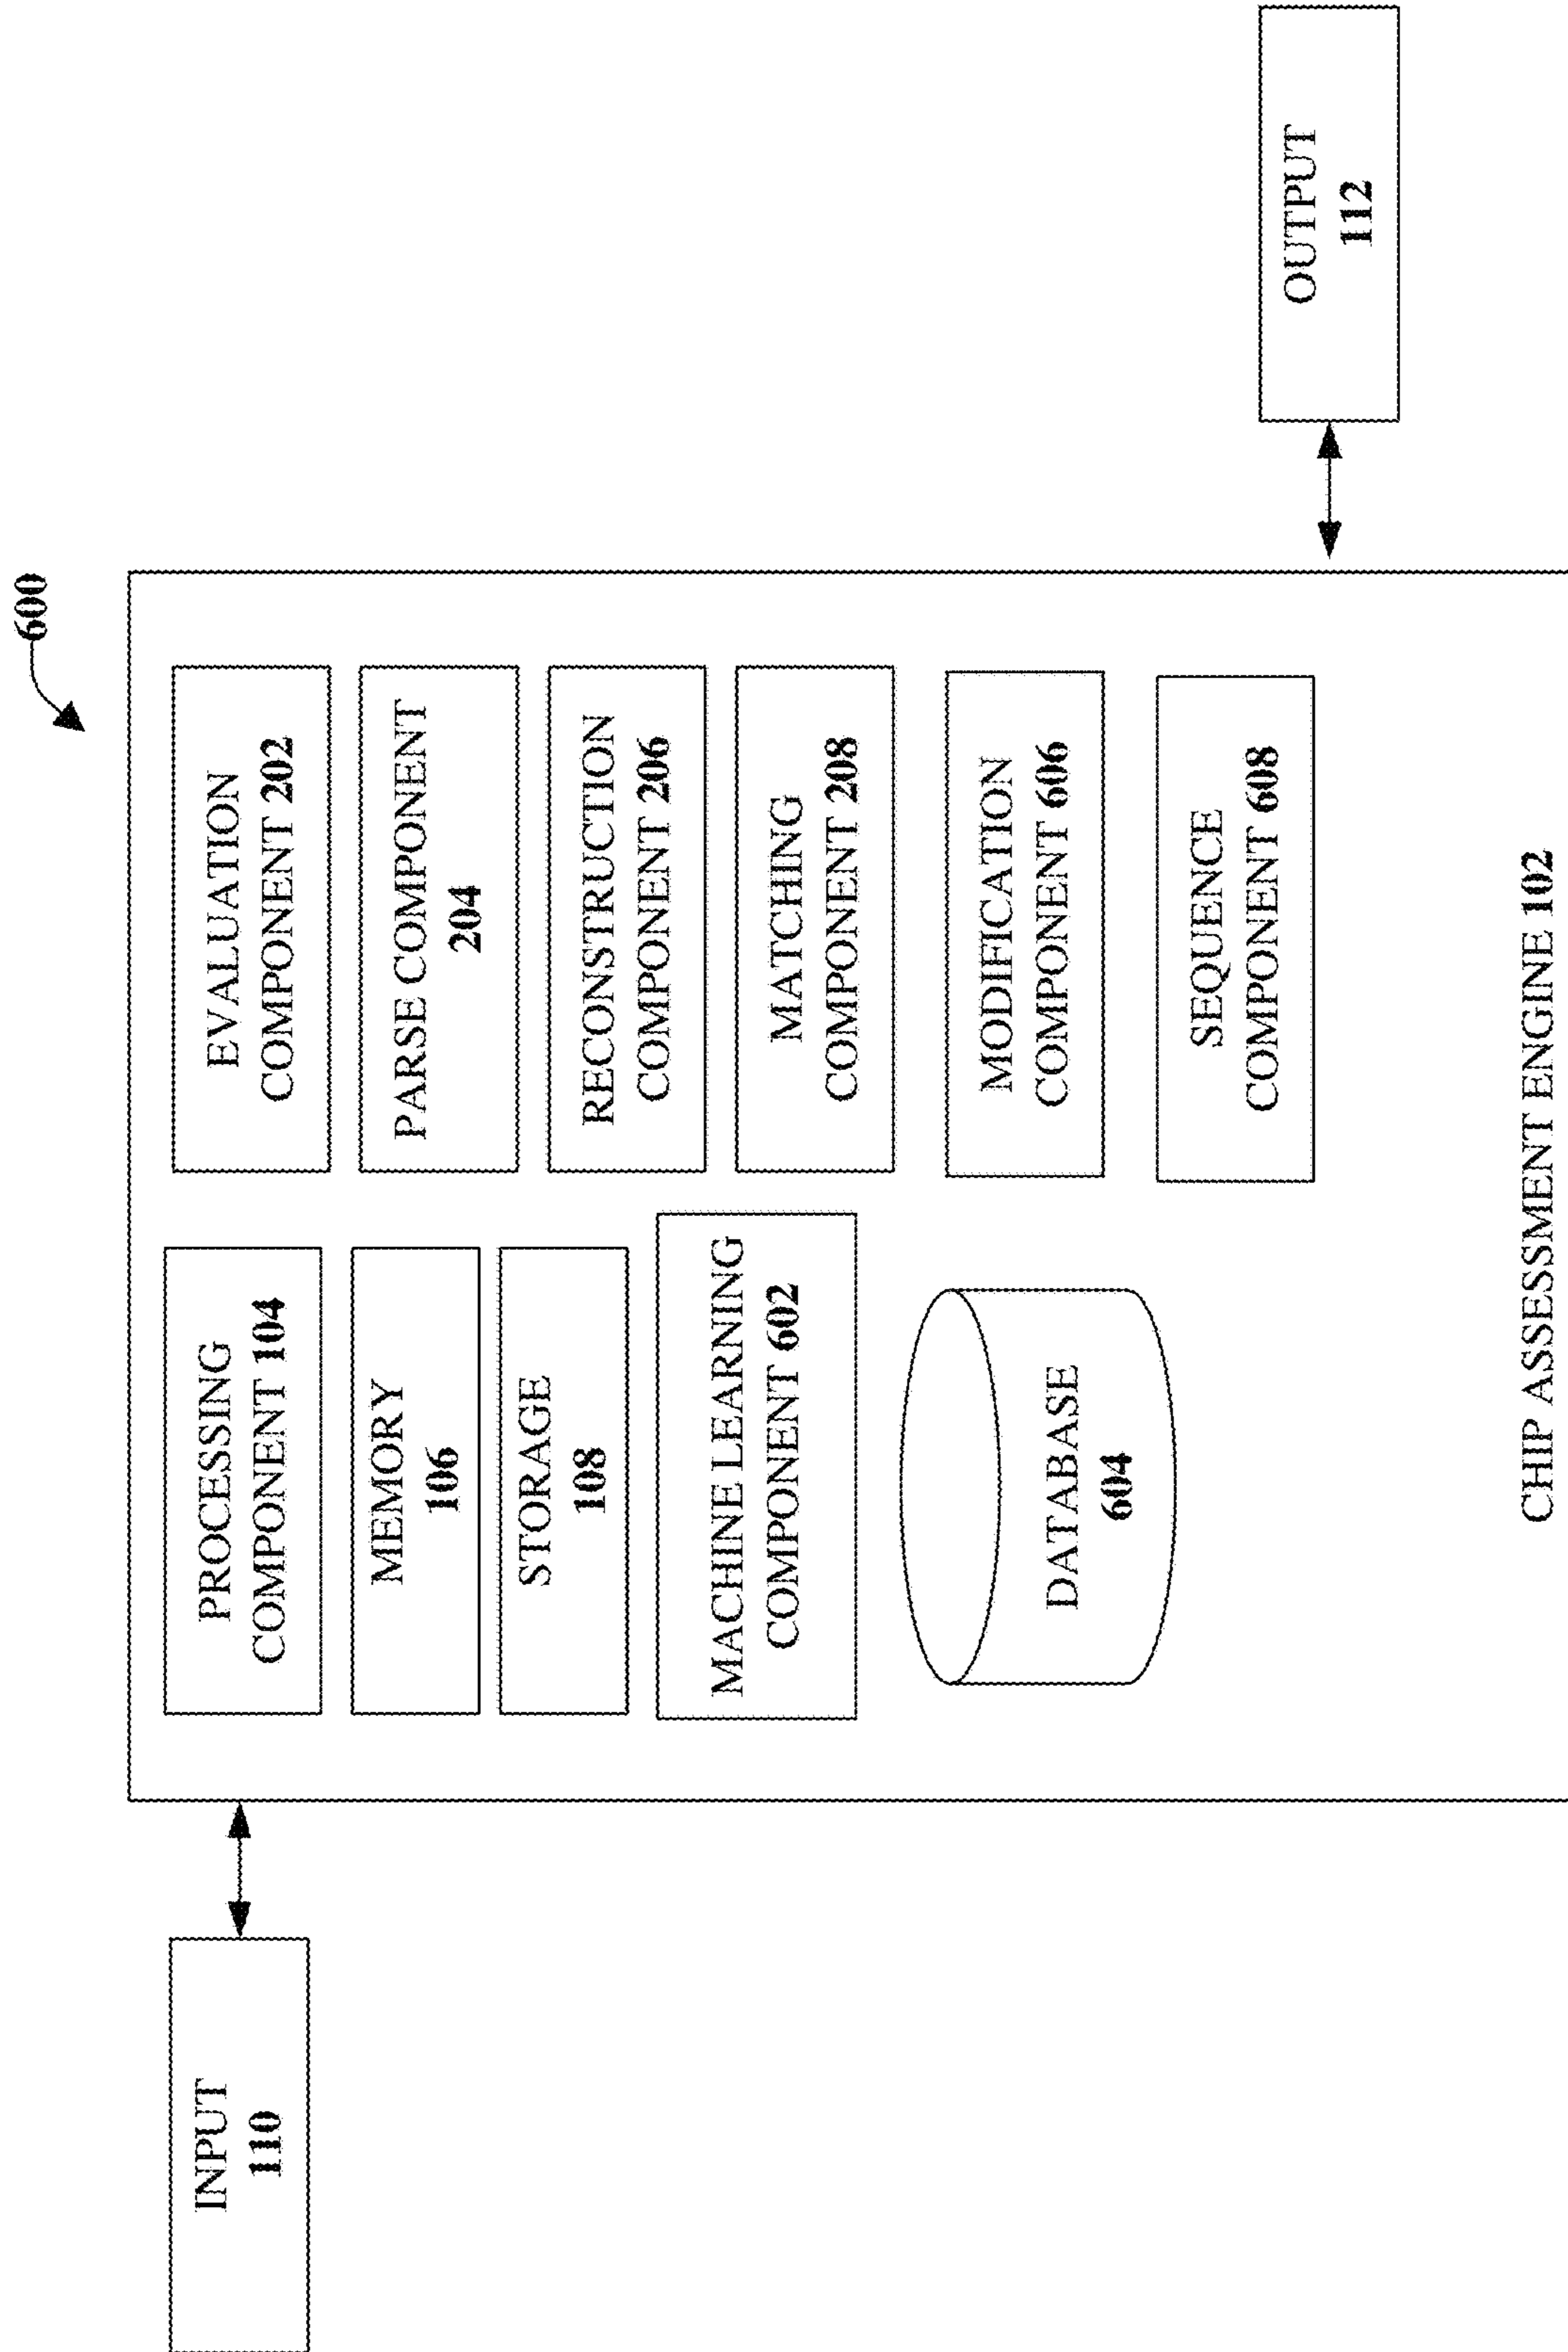 600
INPUT
110
PROCESSING
COMPONENT 104
MEMORY
106
STORAGE
108
MACHINE LEARNING
COMPONENT 602
DATABASE
604
EVALUATION
COMPONENT 202
PARSE COMPONENT
204
RECONSTRUCTION
COMPONENT 206
MATCHING
COMPONENT 208
MODIFICATION
COMPONENT 606
SEQUENCE
COMPONENT 608
CHIP ASSESSMENT ENGINE 102
OUTPUT
112